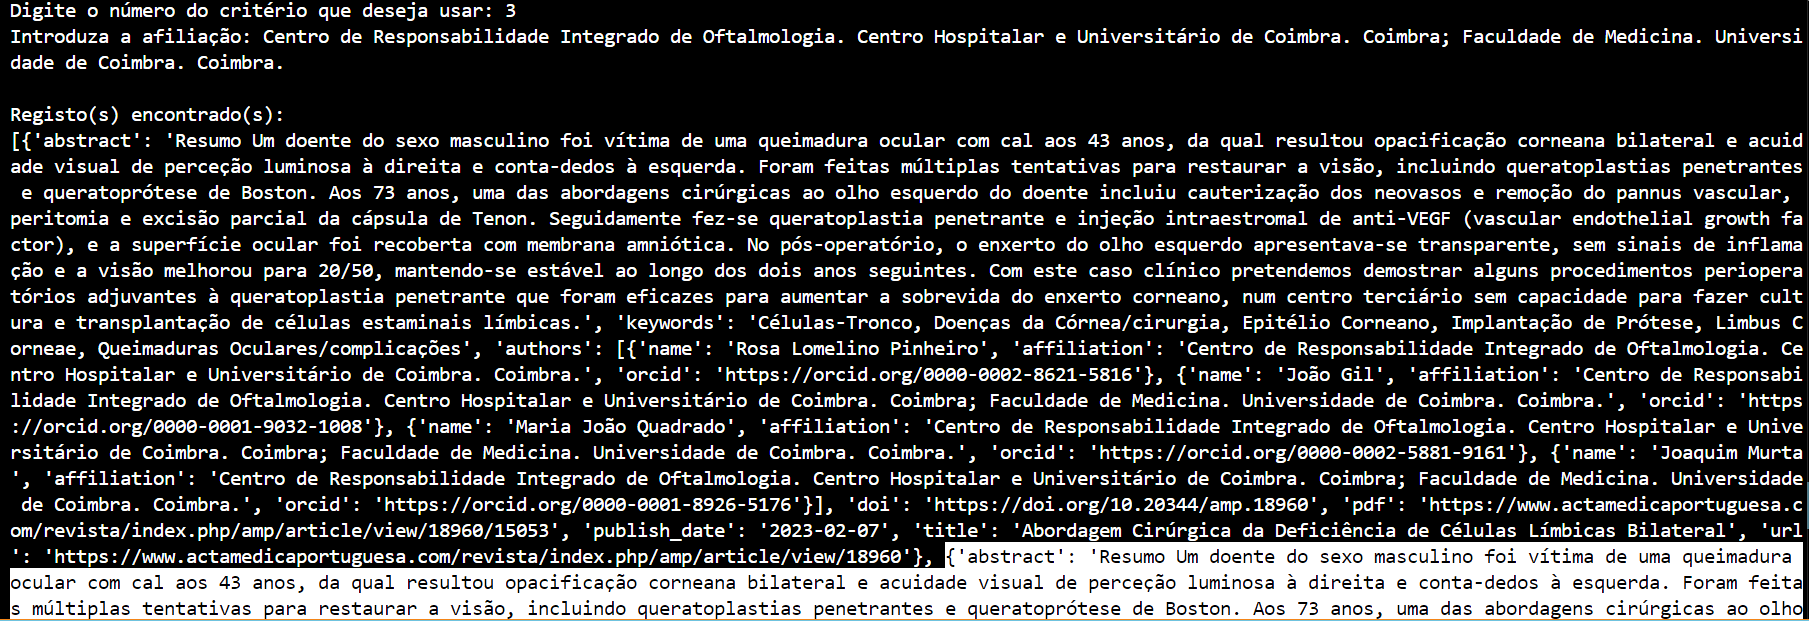 Digite o número do critério que deseja usar: 3
Introduza a afiliação: Centro de Responsabilidade Integrado de Oftalmologia. Centro Hospitalar e Universitário de Coimbra. Coimbra; Faculdade de Medicina. Universi
dade de Coimbra. Coimbra.
Registo(s) encontrado(s):
[{'abstract': 'Resumo Um doente do sexo masculino foi vítima de uma queimadura ocular com cal aos 43 anos, da qual resultou opacificação corneana bilateral e acuid
ade visual de perceção luminosa à direita e conta-dedos à esquerda. Foram feitas múltiplas tentativas para restaurar a visão, incluindo queratoplastias penetrantes
 e queratoprótese de Boston. Aos 73 anos, uma das abordagens cirúrgicas ao olho esquerdo do doente incluiu cauterização dos neovasos e remoção do pannus vascular,
peritomia e excisão parcial da cápsula de Tenon. Seguidamente fez-se queratoplastia penetrante e injeção intraestromal de anti-VEGF (vascular endothelial growth fa
ctor), e a superfície ocular foi recoberta com membrana amniótica. No pós-operatório, o enxerto do olho esquerdo apresentava-se transparente, sem sinais de inflama
ção e a visão melhorou para 20/50, mantendo-se estável ao longo dos dois anos seguintes. Com este caso clínico pretendemos demostrar alguns procedimentos periopera
tórios adjuvantes à queratoplastia penetrante que foram eficazes para aumentar a sobrevida do enxerto corneano, num centro terciário sem capacidade para fazer cult
ura e transplantação de células estaminais límbicas.', 'keywords': 'Células-Tronco, Doenças da Córnea/cirurgia, Epitélio Corneano, Implantação de Prótese, Limbus C
orneae, Queimaduras Oculares/complicações', 'authors': [{'name': 'Rosa Lomelino Pinheiro', 'affiliation': 'Centro de Responsabilidade Integrado de Oftalmologia. Ce
ntro Hospitalar e Universitário de Coimbra. Coimbra.', 'orcid': 'https://orcid.org/0000-0002-8621-5816'}, {'name': 'João Gil', 'affiliation': 'Centro de Responsabi
lidade Integrado de Oftalmologia. Centro Hospitalar e Universitário de Coimbra. Coimbra; Faculdade de Medicina. Universidade de Coimbra. Coimbra.', 'orcid': 'https
://orcid.org/0000-0001-9032-1008'}, {'name': 'Maria João Quadrado', 'affiliation': 'Centro de Responsabilidade Integrado de Oftalmologia. Centro Hospitalar e Unive
rsitário de Coimbra. Coimbra; Faculdade de Medicina. Universidade de Coimbra. Coimbra.', 'orcid': 'https://orcid.org/0000-0002-5881-9161'}, {'name': 'Joaquim Murta
', 'affiliation': 'Centro de Responsabilidade Integrado de Oftalmologia. Centro Hospitalar e Universitário de Coimbra. Coimbra; Faculdade de Medicina. Universidade
 de Coimbra. Coimbra.', 'orcid': 'https://orcid.org/0000-0001-8926-5176'}], 'doi': 'https://doi.org/10.20344/amp.18960', 'pdf': 'https://www.actamedicaportuguesa.c
om/revista/index.php/amp/article/view/18960/15053', 'publish_date': '2023-02-07', 'title': 'Abordagem Cirúrgica da Deficiência de Células Límbicas Bilateral', 'url
': 'https://www.actamedicaportuguesa.com/revista/index.php/amp/article/view/18960'}, {'abstract': 'Resumo Um doente do sexo masculino foi vítima de uma queimadura
ocular com cal aos 43 anos, da qual resultou opacificação corneana bilateral e acuidade visual de perceção luminosa à direita e conta-dedos à esquerda. Foram feita
s múltiplas tentativas para restaurar a visão, incluindo queratoplastias penetrantes e queratoprótese de Boston. Aos 73 anos, uma das abordagens cirúrgicas ao olho